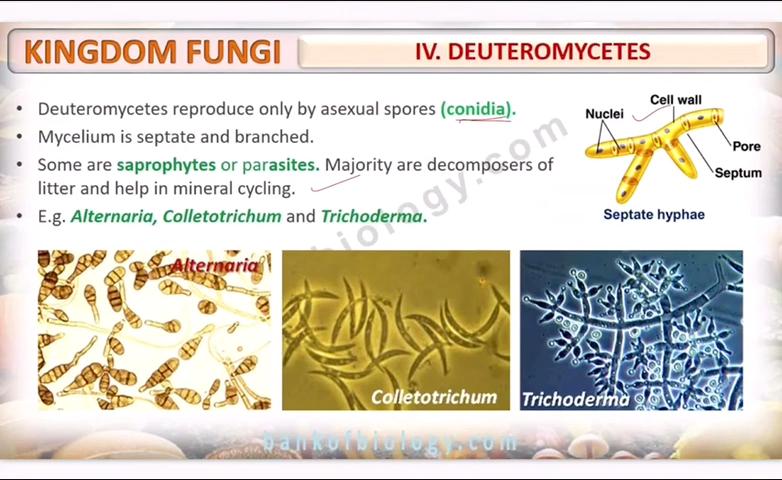 KINGDOM FUNGI
IV. DEUTEROMYCETES
• Deuteromycetes reproduce only by asexual spores (conidia).
• Mycelium is septate and branched.
• Some are saprophytes or parasites. Majority are decomposers of
litter and help in mineral cycling.
• E.g. Alternaria, Colletotrichum and Trichoderma.
Cell wall
Nuclei
Pore
Septum
Septate hyphae
biology.com
Alternaria
Colletotrichum
Trichoderma
bankofbiology.com